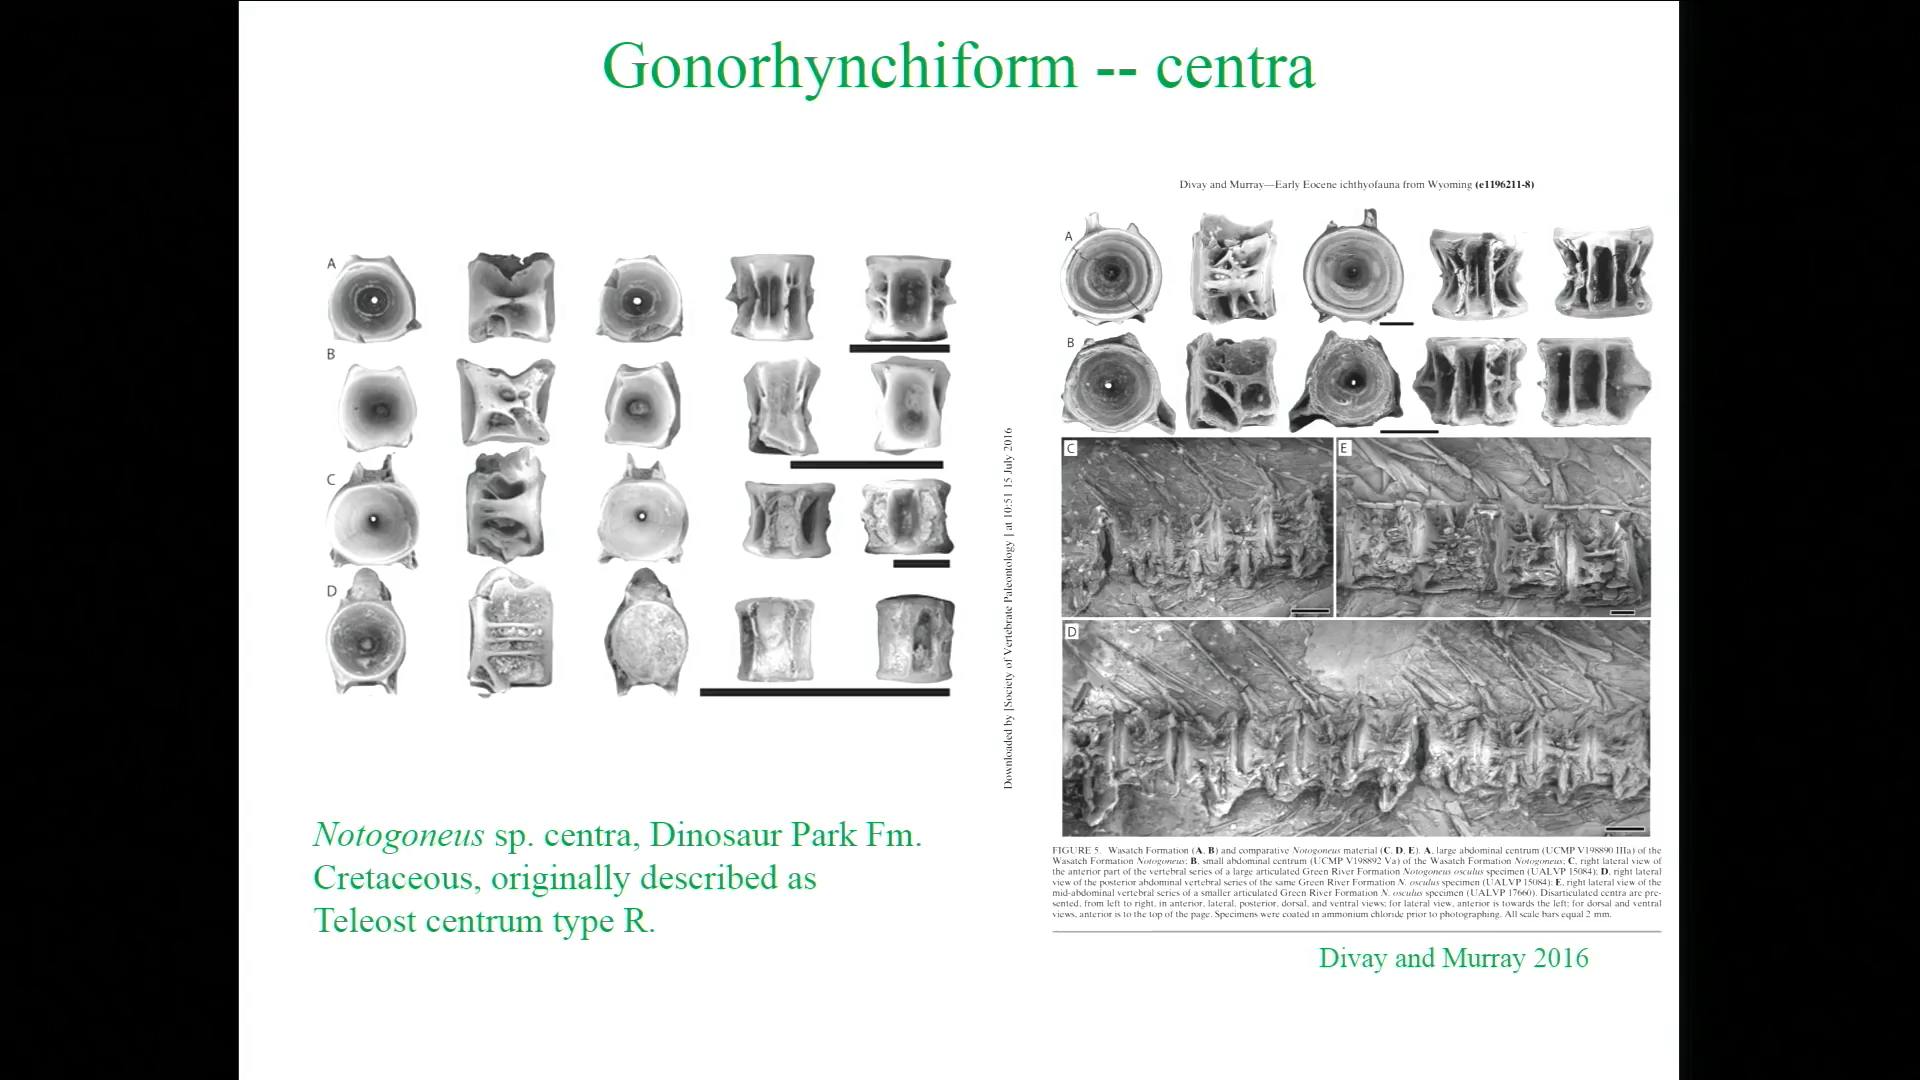 Gonorhynchiform -- centra
A
B
C
D
Notogoneus sp. centra, Dinosaur Park Fm.
Cretaceous, originally described as
Teleost centrum type R.
Downloaded by [Society of Vertebrate Paleontology ] at 10:51 15 July 2016
Divay and Murray—Early Eocene ichthyofauna from Wyoming (e1196211-8)
A
B
C
E
D
FIGURE 5. Wasatch Formation (A, B) and comparative Notogoneus material (C, D, E). A, large abdominal centrum (UCMP V198890 IIIa) of the
Wasatch Formation Notogoneus; B, small abdominal centrum (UCMP V198892 Va) of the Wasatch Formation Notogoneus; C, right lateral view of
the anterior part of the vertebral series of a large articulated Green River Formation Notogoneus osculus specimen (UALVP 15084); D, right lateral
view of the posterior abdominal vertebral series of the same Green River Formation N. osculus specimen (UALVP 15084); E, right lateral view of the
mid-abdominal vertebral series of a smaller articulated Green River Formation N. osculus specimen (UALVP 17660). Disarticulated centra are pre-
sented, from left to right, in anterior, lateral, posterior, dorsal, and ventral views; for lateral view, anterior is towards the left; for dorsal and ventral
views, anterior is to the top of the page. Specimens were coated in ammonium chloride prior to photographing. All scale bars equal 2 mm.
Divay and Murray 2016